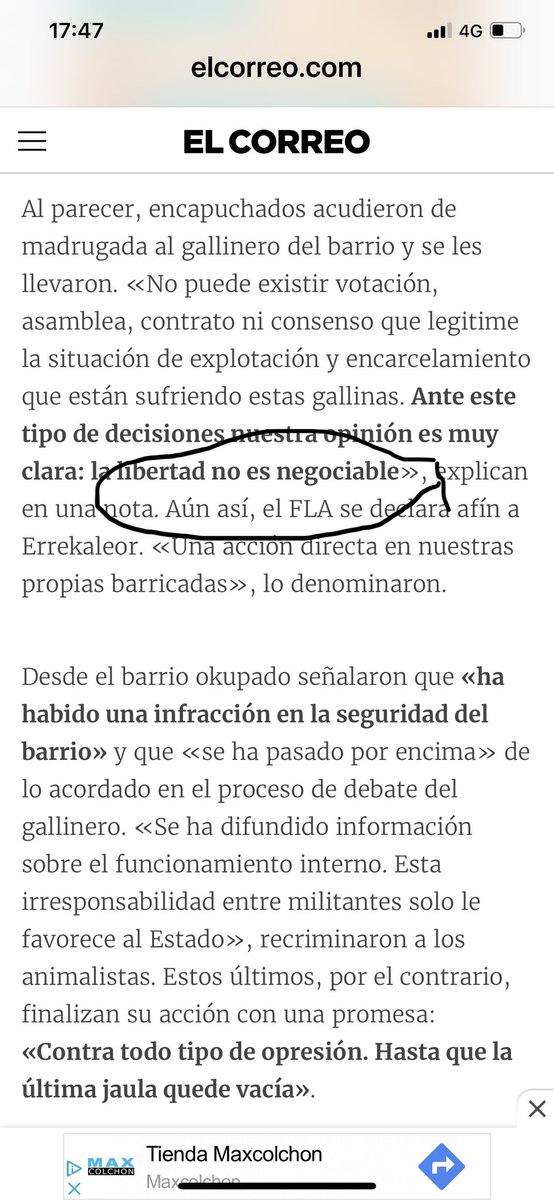 17:47
4G
elcorreo.com
EL CORREO
Al parecer, encapuchados acudieron de
madrugada al gallinero del barrio y se les
llevaron. «No puede existir votación,
asamblea, contrato ni consenso que legitime
la situación de explotación y encarcelamiento
que están sufriendo estas gallinas. Ante este
tipo de decisiones nuestra opinión es muy
clara: la libertad no es negociable», explican
en una nota. Aún así, el FLA se declara afín a
Errekaleor. «Una acción directa en nuestras
propias barricadas», lo denominaron.
Desde el barrio okupado señalaron que «ha
habido una infracción en la seguridad del
barrio» y que «se ha pasado por encima» de
lo acordado en el proceso de debate del
gallinero. «Se ha difundido información
sobre el funcionamiento interno. Esta
irresponsabilidad entre militantes solo le
favorece al Estado», recriminaron a los
animalistas. Estos últimos, por el contrario,
finalizan su acción con una promesa:
«Contra todo tipo de opresión. Hasta que la
última jaula quede vacía».
MAX
COLCHON
Tienda Maxcolchon
Maxcolchon